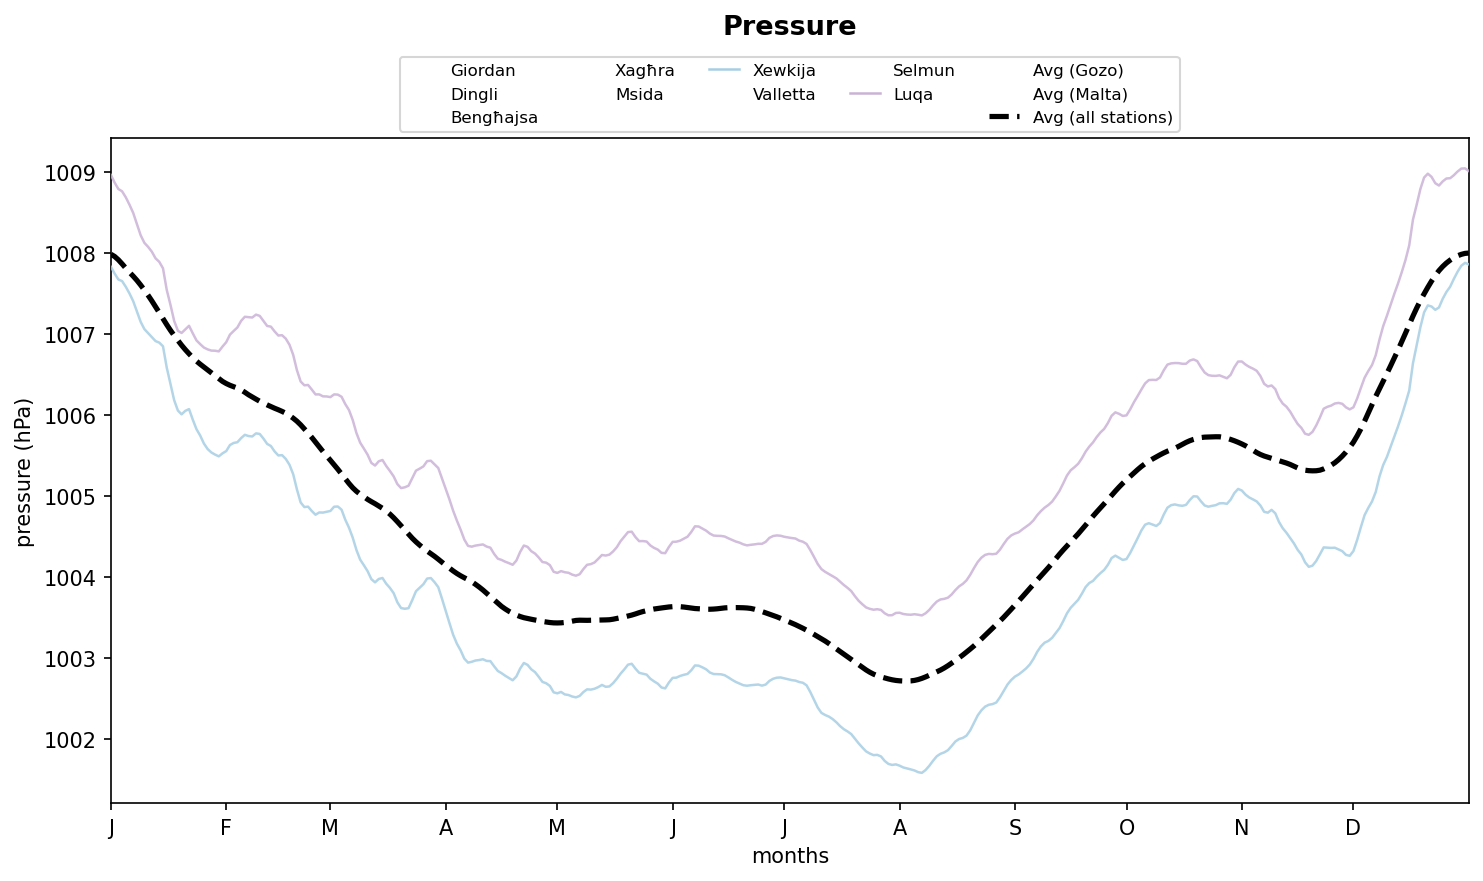 Pressure
Giordan Xagħra Xewkija Selmun Avg (Gozo)
Dingli Msida Valletta Luqa Avg (Malta)
Bengħajsa Avg (all stations)
1009
1008
1007
1006
1005
1004
1003
1002
pressure (hPa)
J F M A M J J A S O N D
months